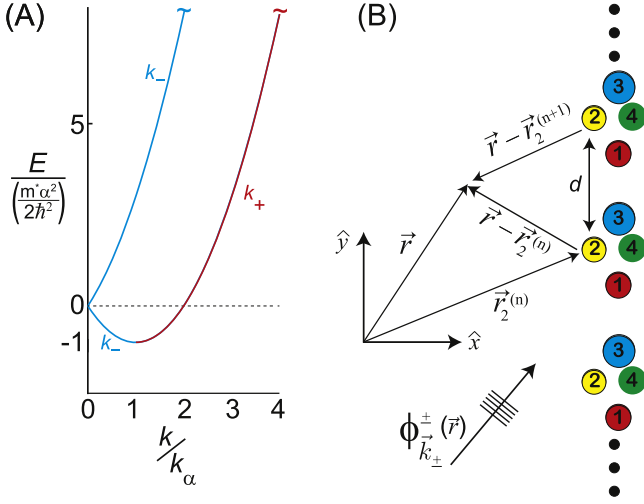 (A)
~ ~
k₋
5
E
(m*α²
2ħ²)
k₊
0
-1
k₋
0 1 2 3 4
k/kα
(B)
3
2 4
1
r⃗ − r⃗₂⁽ⁿ⁺¹⁾
d
3
2 4
1
r⃗ − r⃗₂⁽ⁿ⁾
ŷ
r⃗
r⃗₂⁽ⁿ⁾
x̂
3
2 4
1
ϕ^±_k⃗± (r⃗)